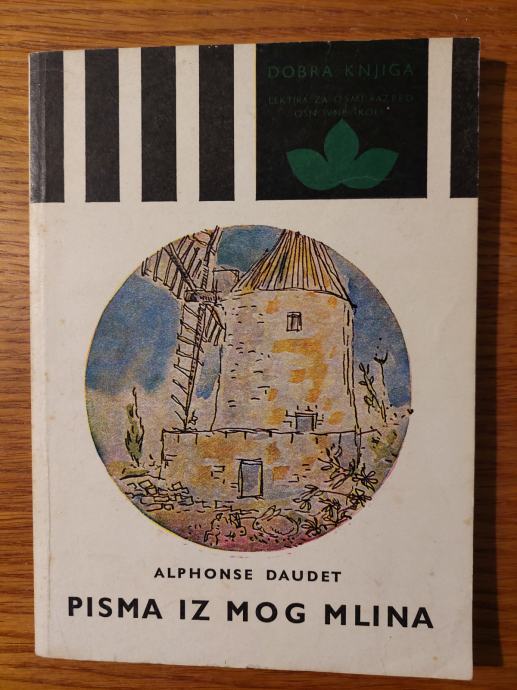 DOBRA KNJIGA
LEKTIRA ZA OSMI RAZRED
OSNOVNE ŠKOLE
ALPHONSE DAUDET
PISMA IZ MOG MLINA